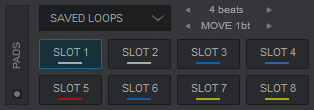 PADS
SAVED LOOPS
4 beats
MOVE 1bt
SLOT 1
SLOT 2
SLOT 3
SLOT 4
SLOT 5
SLOT 6
SLOT 7
SLOT 8